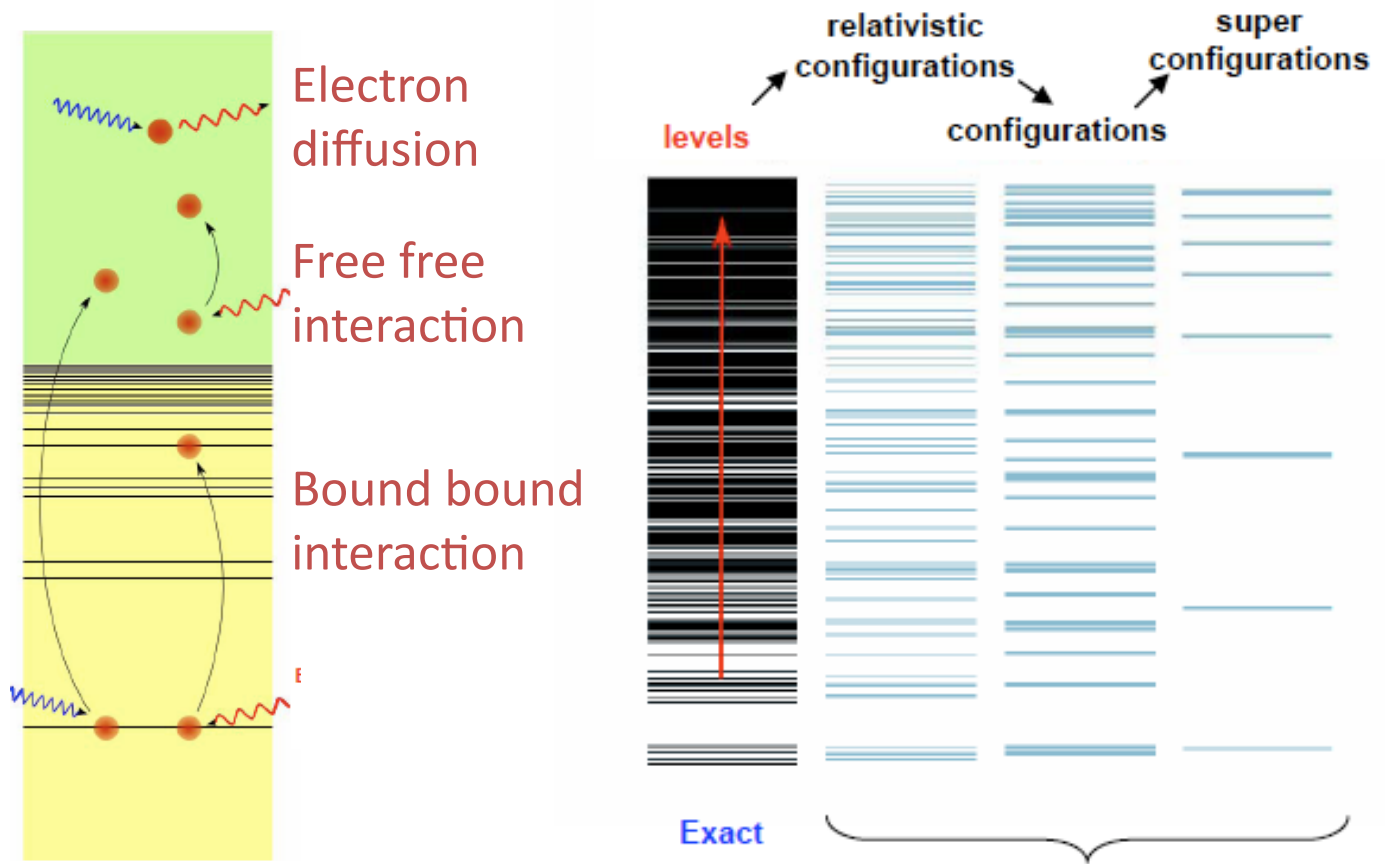 Electron
diffusion
Free free
interaction
Bound bound
interaction
E
relativistic
configurations
super
configurations
levels
configurations
Exact